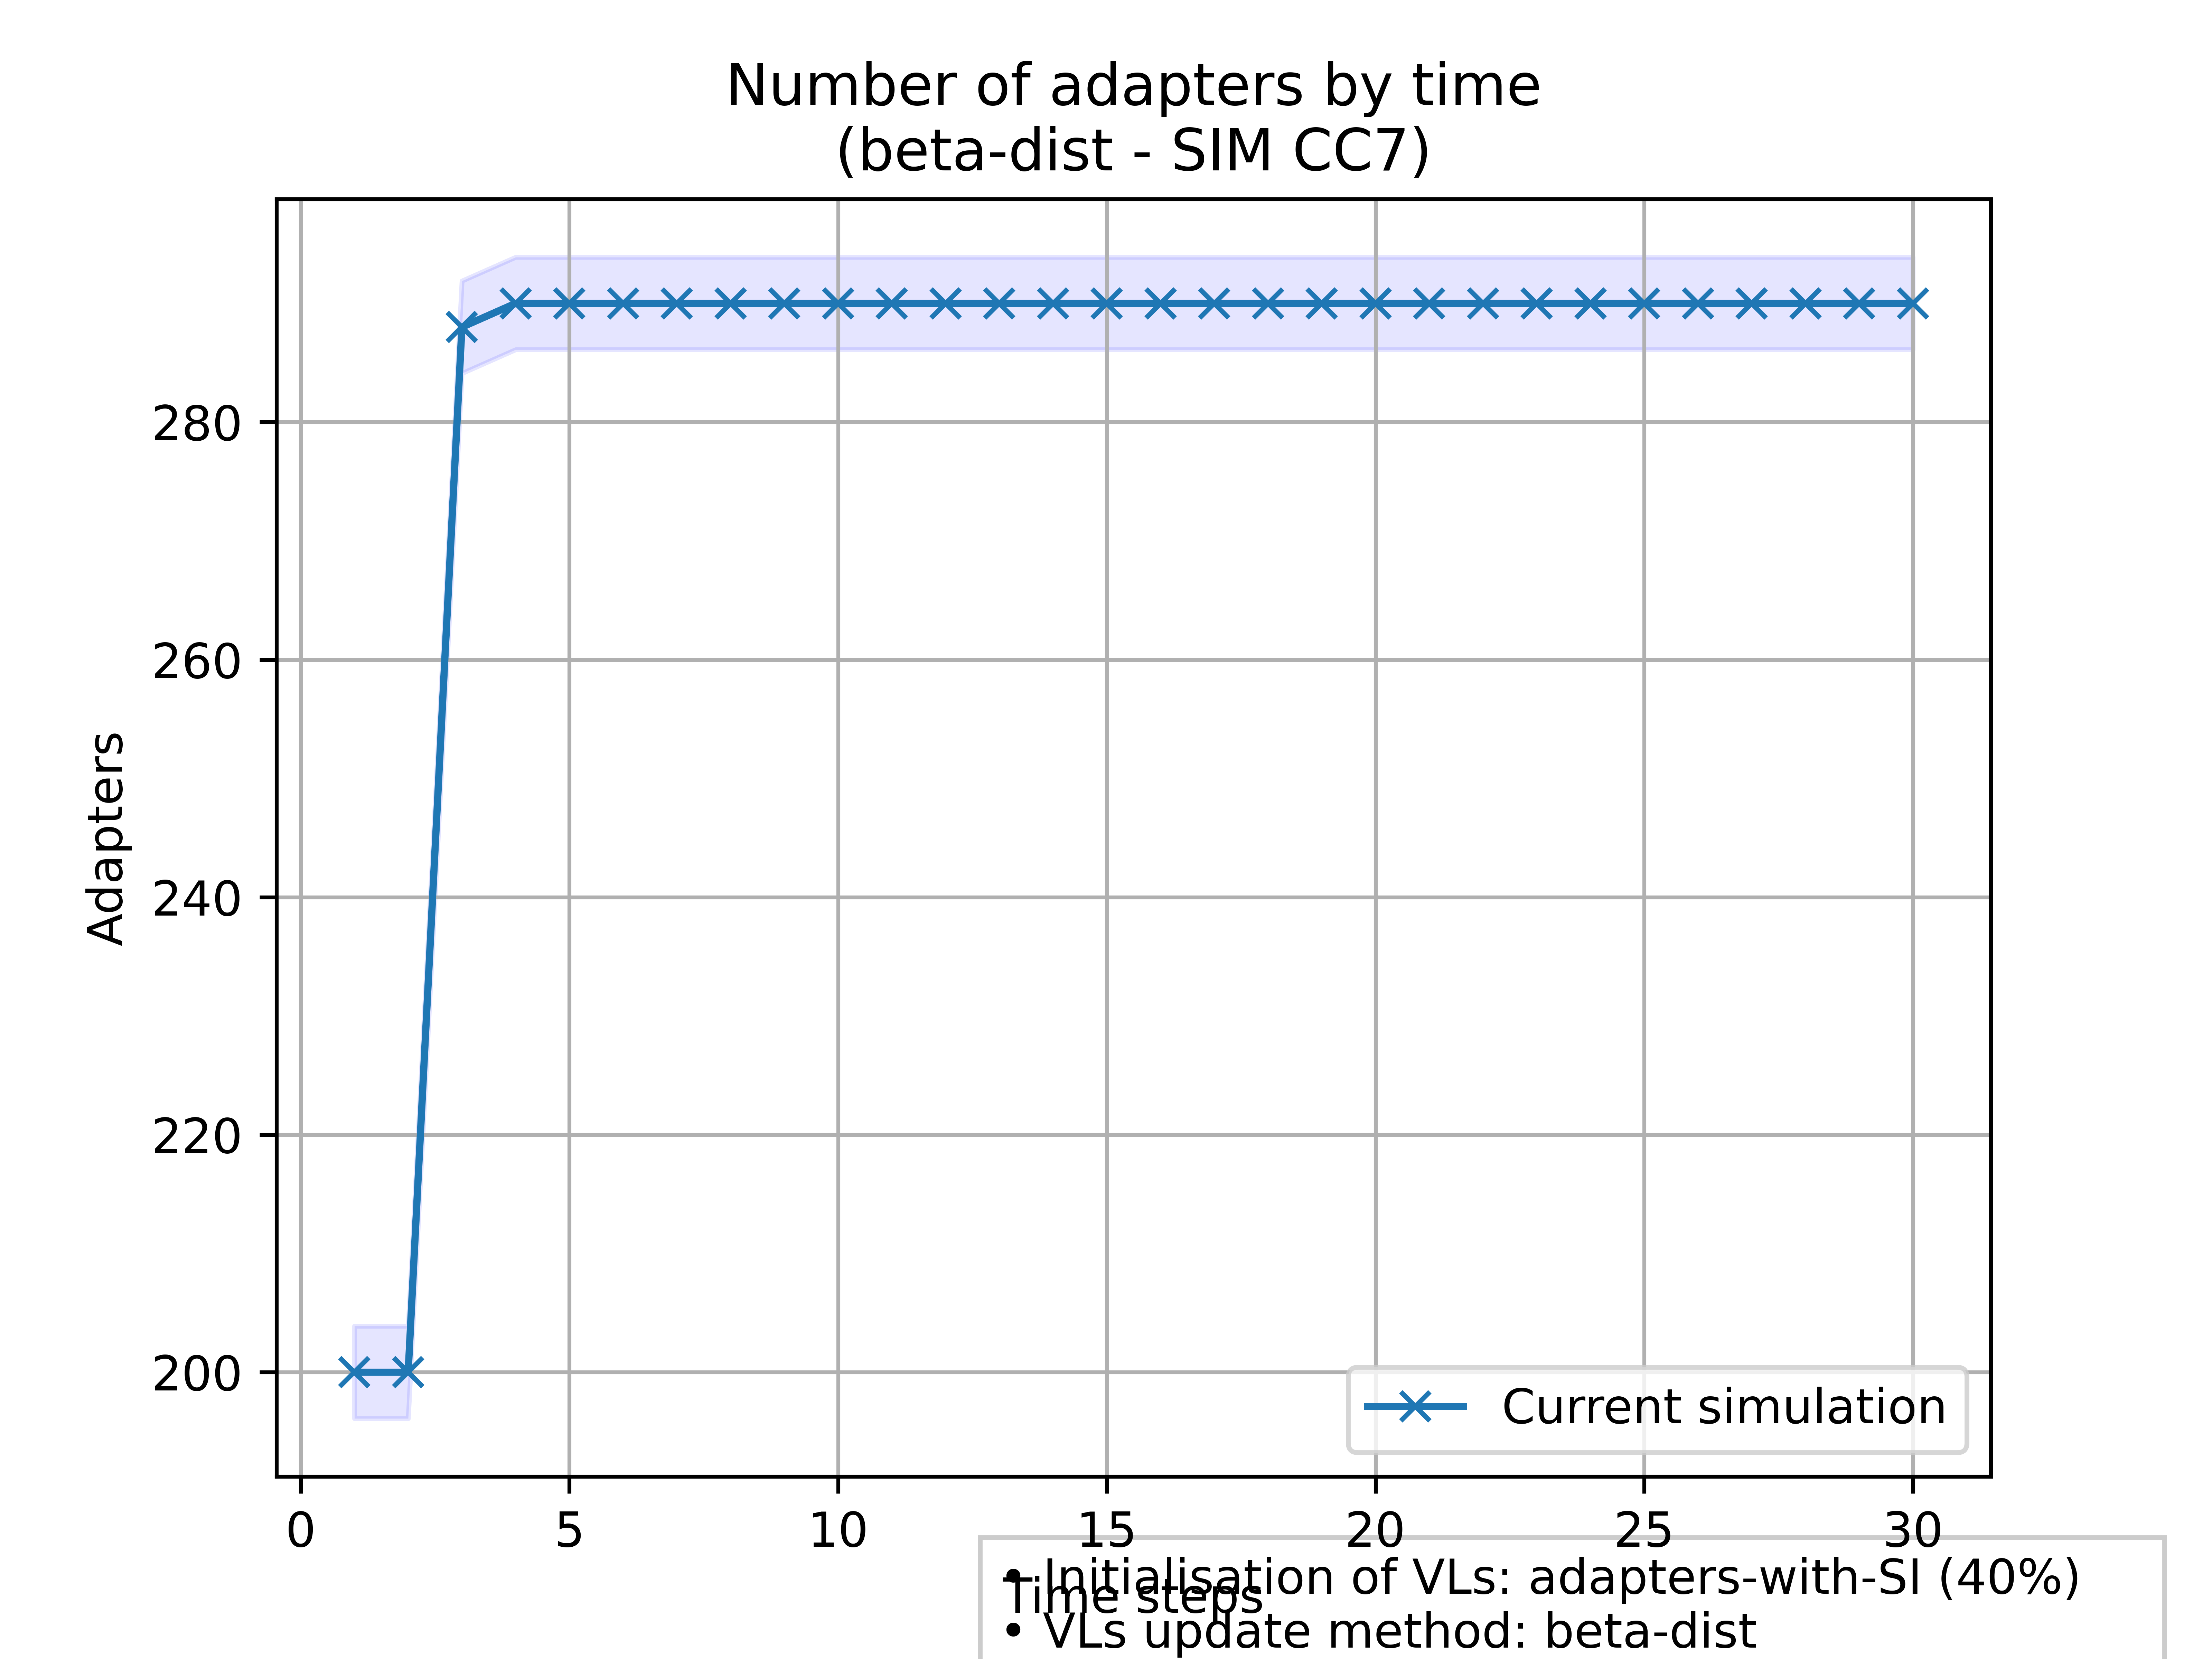 Number of adapters by time
(beta-dist - SIM CC7)
Adapters
280
260
240
220
200
Current simulation
0 5 10 15 20 25 30
• Initialisation of VLs: adapters-with-SI (40%)
Time steps
• VLs update method: beta-dist